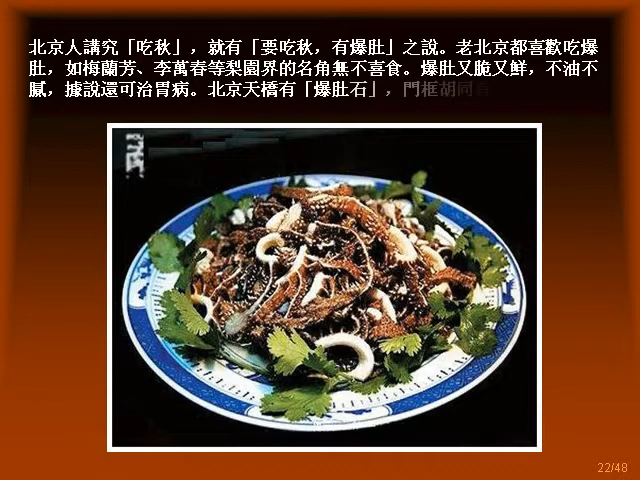 北京人講究「吃秋」，就有「要吃秋，有爆肚」之說。老北京都喜歡吃爆
肚，如梅蘭芳、李萬春等梨園界的名角無不喜食。爆肚又脆又鮮，不油不
膩，據說還可治胃病。北京天橋有「爆肚石」，門框胡同
22/48